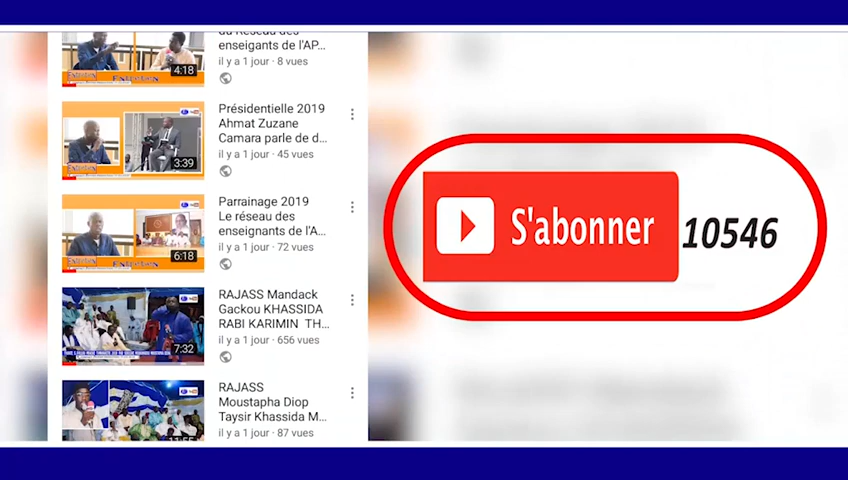 du Réseau des
enseigants de l'AP...
il y a 1 jour · 8 vues
4:18
Présidentielle 2019
Ahmat Zuzane
Camara parle de d...
il y a 1 jour · 45 vues
3:39
Parrainage 2019
Le réseau des
enseignants de l'A...
il y a 1 jour · 72 vues
6:18
RAJASS Mandack
Gackou KHASSIDA
RABI KARIMIN TH...
il y a 1 jour · 656 vues
7:32
RAJASS
Moustapha Diop
Taysir Khassida M...
il y a 1 jour · 87 vues
11:55
S'abonner
10546